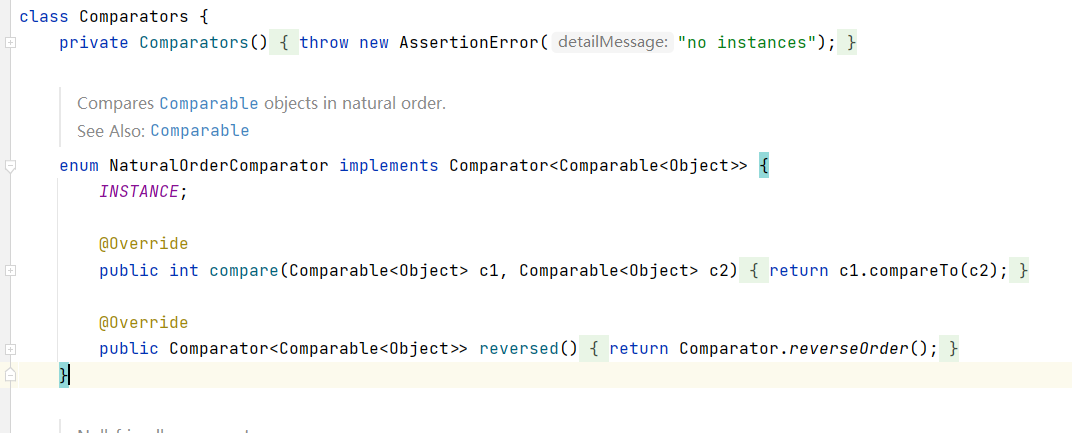 class Comparators {
private Comparators() { throw new AssertionError( detailMessage: "no instances"); }
Compares Comparable objects in natural order.
See Also: Comparable
enum NaturalOrderComparator implements Comparator<Comparable<Object>> {
INSTANCE;
@Override
public int compare(Comparable<Object> c1, Comparable<Object> c2) { return c1.compareTo(c2); }
@Override
public Comparator<Comparable<Object>> reversed() { return Comparator.reverseOrder(); }
}